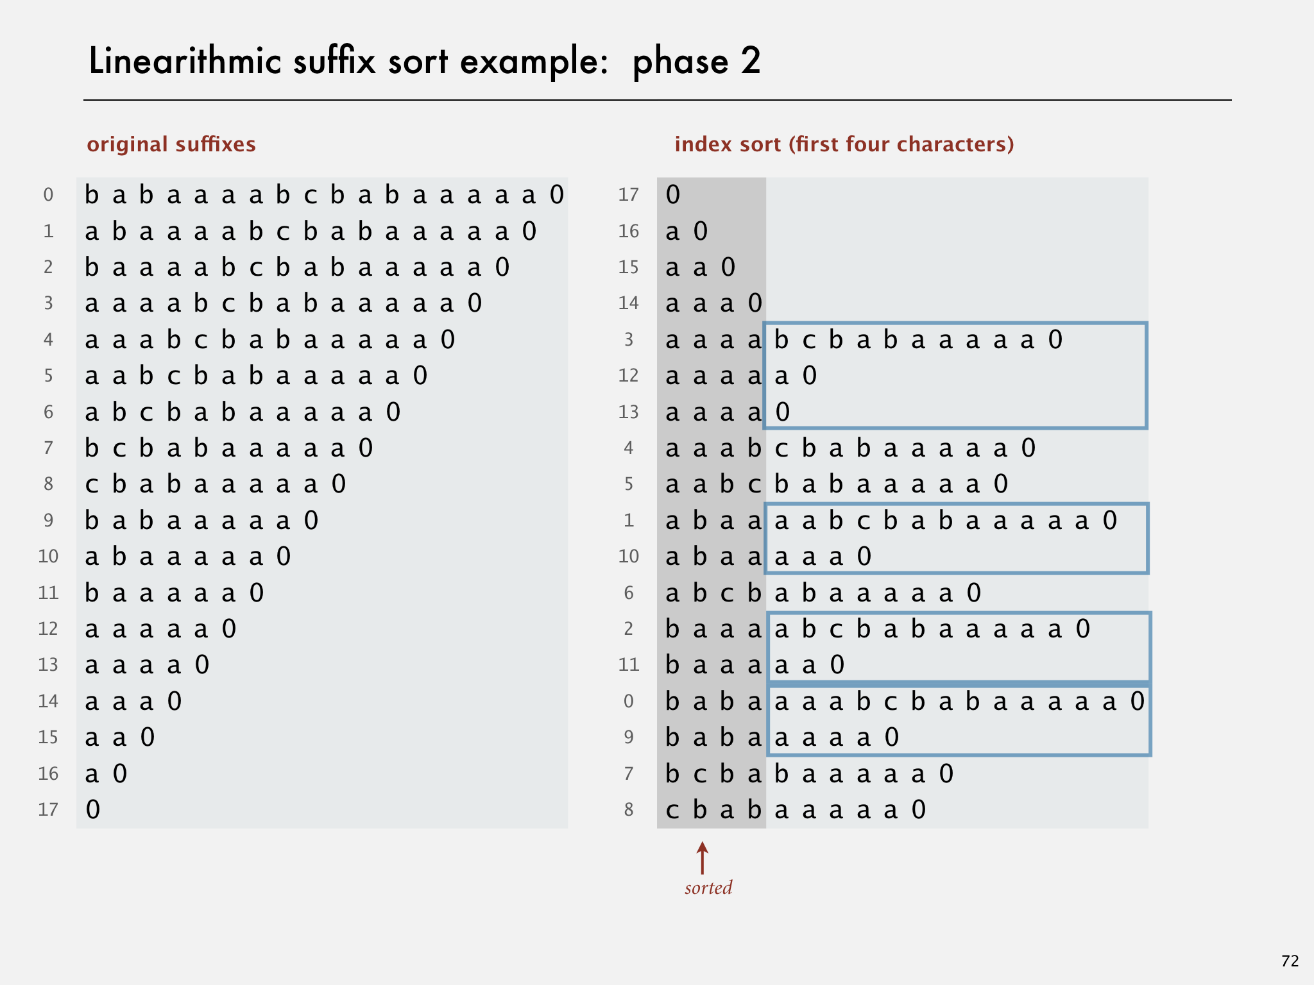 Linearithmic suffix sort example: phase 2
original suffixes
0 b a b a a a a b c b a b a a a a a 0
1 a b a a a a b c b a b a a a a a 0
2 b a a a a b c b a b a a a a a 0
3 a a a a b c b a b a a a a a 0
4 a a a b c b a b a a a a a 0
5 a a b c b a b a a a a a 0
6 a b c b a b a a a a a 0
7 b c b a b a a a a a 0
8 c b a b a a a a a 0
9 b a b a a a a a 0
10 a b a a a a a 0
11 b a a a a a 0
12 a a a a a 0
13 a a a a 0
14 a a a 0
15 a a 0
16 a 0
17 0
index sort (first four characters)
17 0
16 a 0
15 a a 0
14 a a a 0
3 a a a a b c b a b a a a a a 0
12 a a a a a 0
13 a a a a 0
4 a a a b c b a b a a a a a 0
5 a a b c b a b a a a a a 0
1 a b a a a a b c b a b a a a a a 0
10 a b a a a a a 0
6 a b c b a b a a a a a 0
2 b a a a a b c b a b a a a a a 0
11 b a a a a a 0
0 b a b a a a a b c b a b a a a a a 0
9 b a b a a a a a 0
7 b c b a b a a a a a 0
8 c b a b a a a a a 0
sorted
72